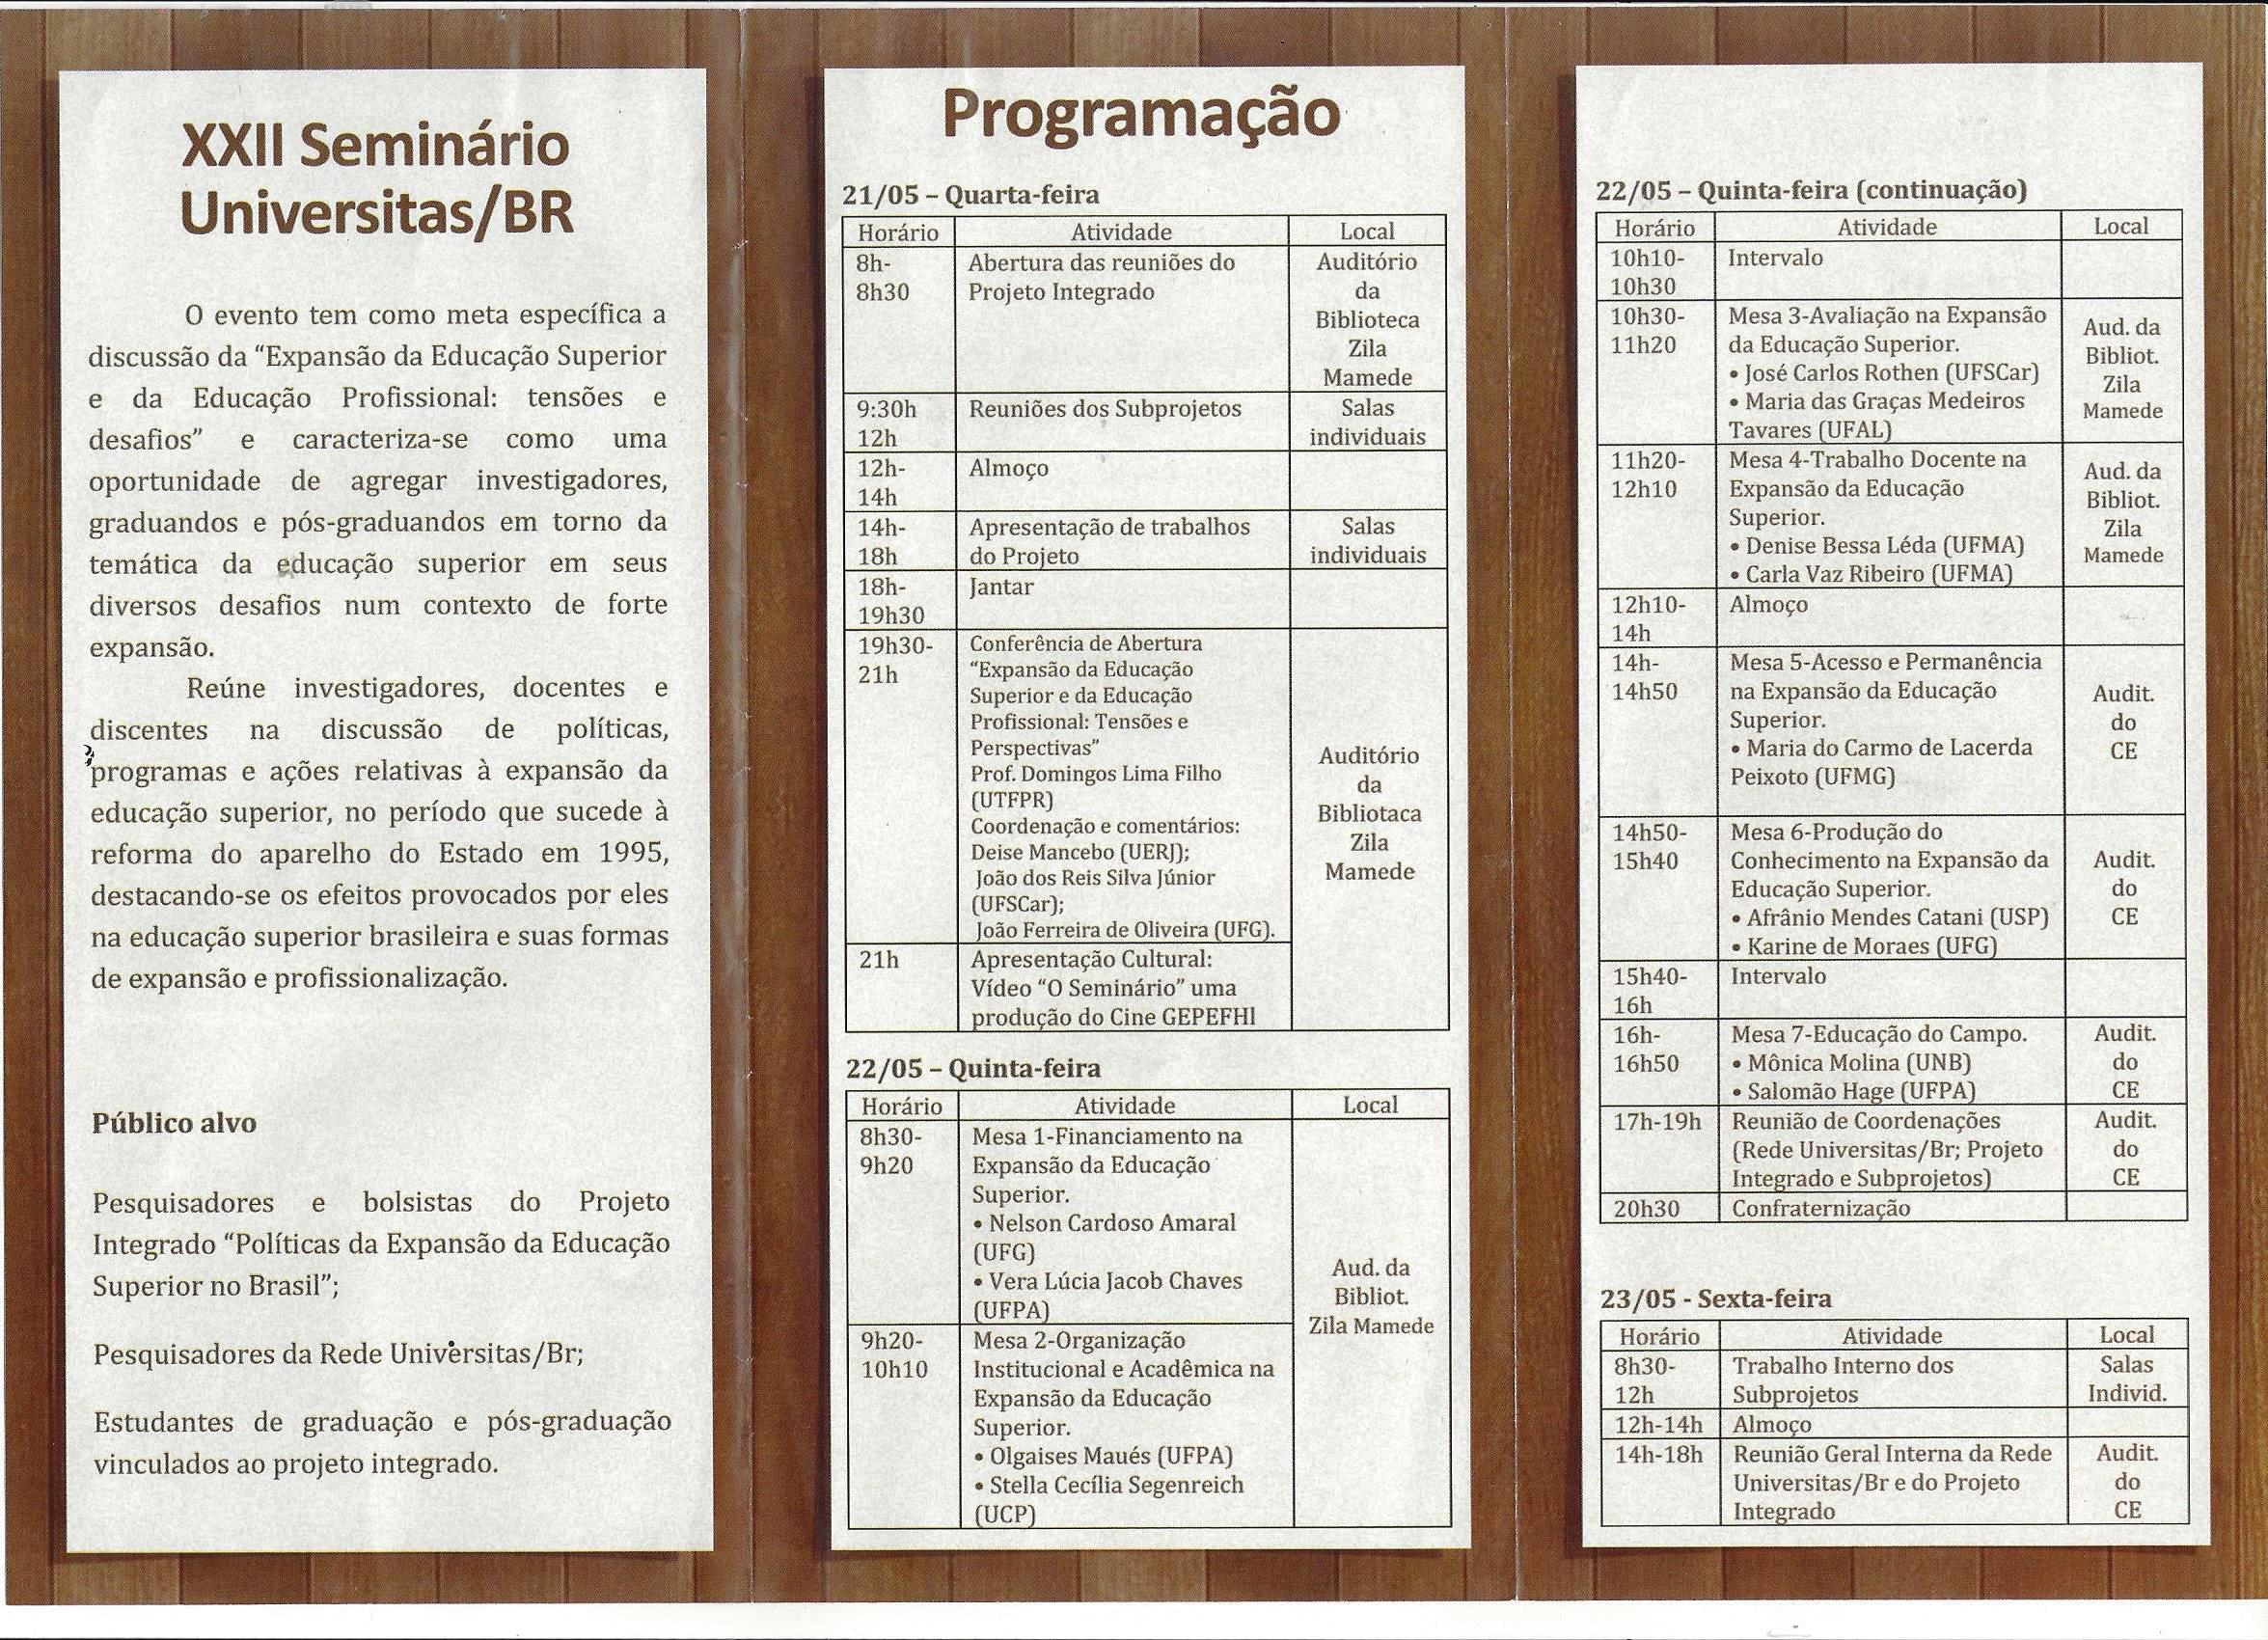 XXII Seminário
Universitas/BR
O evento tem como meta específica a
discussão da “Expansão da Educação Superior
e da Educação Profissional: tensões e
desafios” e caracteriza-se como uma
oportunidade de agregar investigadores,
graduandos e pós-graduandos em torno da
temática da educação superior em seus
diversos desafios num contexto de forte
expansão.
Reúne investigadores, docentes e
discentes na discussão de políticas,
programas e ações relativas à expansão da
educação superior, no período que sucede à
reforma do aparelho do Estado em 1995,
destacando-se os efeitos provocados por eles
na educação superior brasileira e suas formas
de expansão e profissionalização.
Público alvo
Pesquisadores e bolsistas do Projeto
Integrado “Políticas da Expansão da Educação
Superior no Brasil”;
Pesquisadores da Rede Universitas/Br;
Estudantes de graduação e pós-graduação
vinculados ao projeto integrado.
Programação
21/05 – Quarta-feira
Horário Atividade Local
8h- Abertura das reuniões do Auditório
8h30 Projeto Integrado da
Biblioteca
Zila
Mamede
9:30h Reuniões dos Subprojetos Salas
12h individuais
12h- Almoço
14h
14h- Apresentação de trabalhos Salas
18h do Projeto individuais
18h- Jantar
19h30
19h30- Conferência de Abertura
21h “Expansão da Educação
Superior e da Educação
Profissional: Tensões e
Perspectivas”
Prof. Domingos Lima Filho
(UTFPR)
Coordenação e comentários:
Deise Mancebo (UERJ);
João dos Reis Silva Júnior
(UFSCar);
João Ferreira de Oliveira (UFG).
Auditório
da
Bibliotaca
Zila
Mamede
21h Apresentação Cultural:
Vídeo “O Seminário” uma
produção do Cine GEPEFHI
22/05 – Quinta-feira
Horário Atividade Local
8h30- Mesa 1-Financiamento na
9h20 Expansão da Educação
Superior.
• Nelson Cardoso Amaral
(UFG)
• Vera Lúcia Jacob Chaves
(UFPA)
Aud. da
Bibliot.
Zila Mamede
9h20- Mesa 2-Organização
10h10 Institucional e Acadêmica na
Expansão da Educação
Superior.
• Olgaises Maués (UFPA)
• Stella Cecília Segenreich
(UCP)
22/05 – Quinta-feira (continuação)
Horário Atividade Local
10h10- Intervalo
10h30
10h30- Mesa 3-Avaliação na Expansão
11h20 da Educação Superior.
• José Carlos Rothen (UFSCar)
• Maria das Graças Medeiros
Tavares (UFAL)
Aud. da
Bibliot.
Zila
Mamede
11h20- Mesa 4-Trabalho Docente na
12h10 Expansão da Educação
Superior.
• Denise Bessa Léda (UFMA)
• Carla Vaz Ribeiro (UFMA)
Aud. da
Bibliot.
Zila
Mamede
12h10- Almoço
14h
14h- Mesa 5-Acesso e Permanência
14h50 na Expansão da Educação
Superior.
• Maria do Carmo de Lacerda
Peixoto (UFMG)
Audit.
do
CE
14h50- Mesa 6-Produção do
15h40 Conhecimento na Expansão da
Educação Superior.
• Afrânio Mendes Catani (USP)
• Karine de Moraes (UFG)
Audit.
do
CE
15h40- Intervalo
16h
16h- Mesa 7-Educação do Campo. Audit.
16h50 • Mônica Molina (UNB) do
• Salomão Hage (UFPA) CE
17h-19h Reunião de Coordenações Audit.
(Rede Universitas/Br; Projeto do
Integrado e Subprojetos) CE
20h30 Confraternização
23/05 - Sexta-feira
Horário Atividade Local
8h30- Trabalho Interno dos Salas
12h Subprojetos Individ.
12h-14h Almoço
14h-18h Reunião Geral Interna da Rede Audit.
Universitas/Br e do Projeto do
Integrado CE